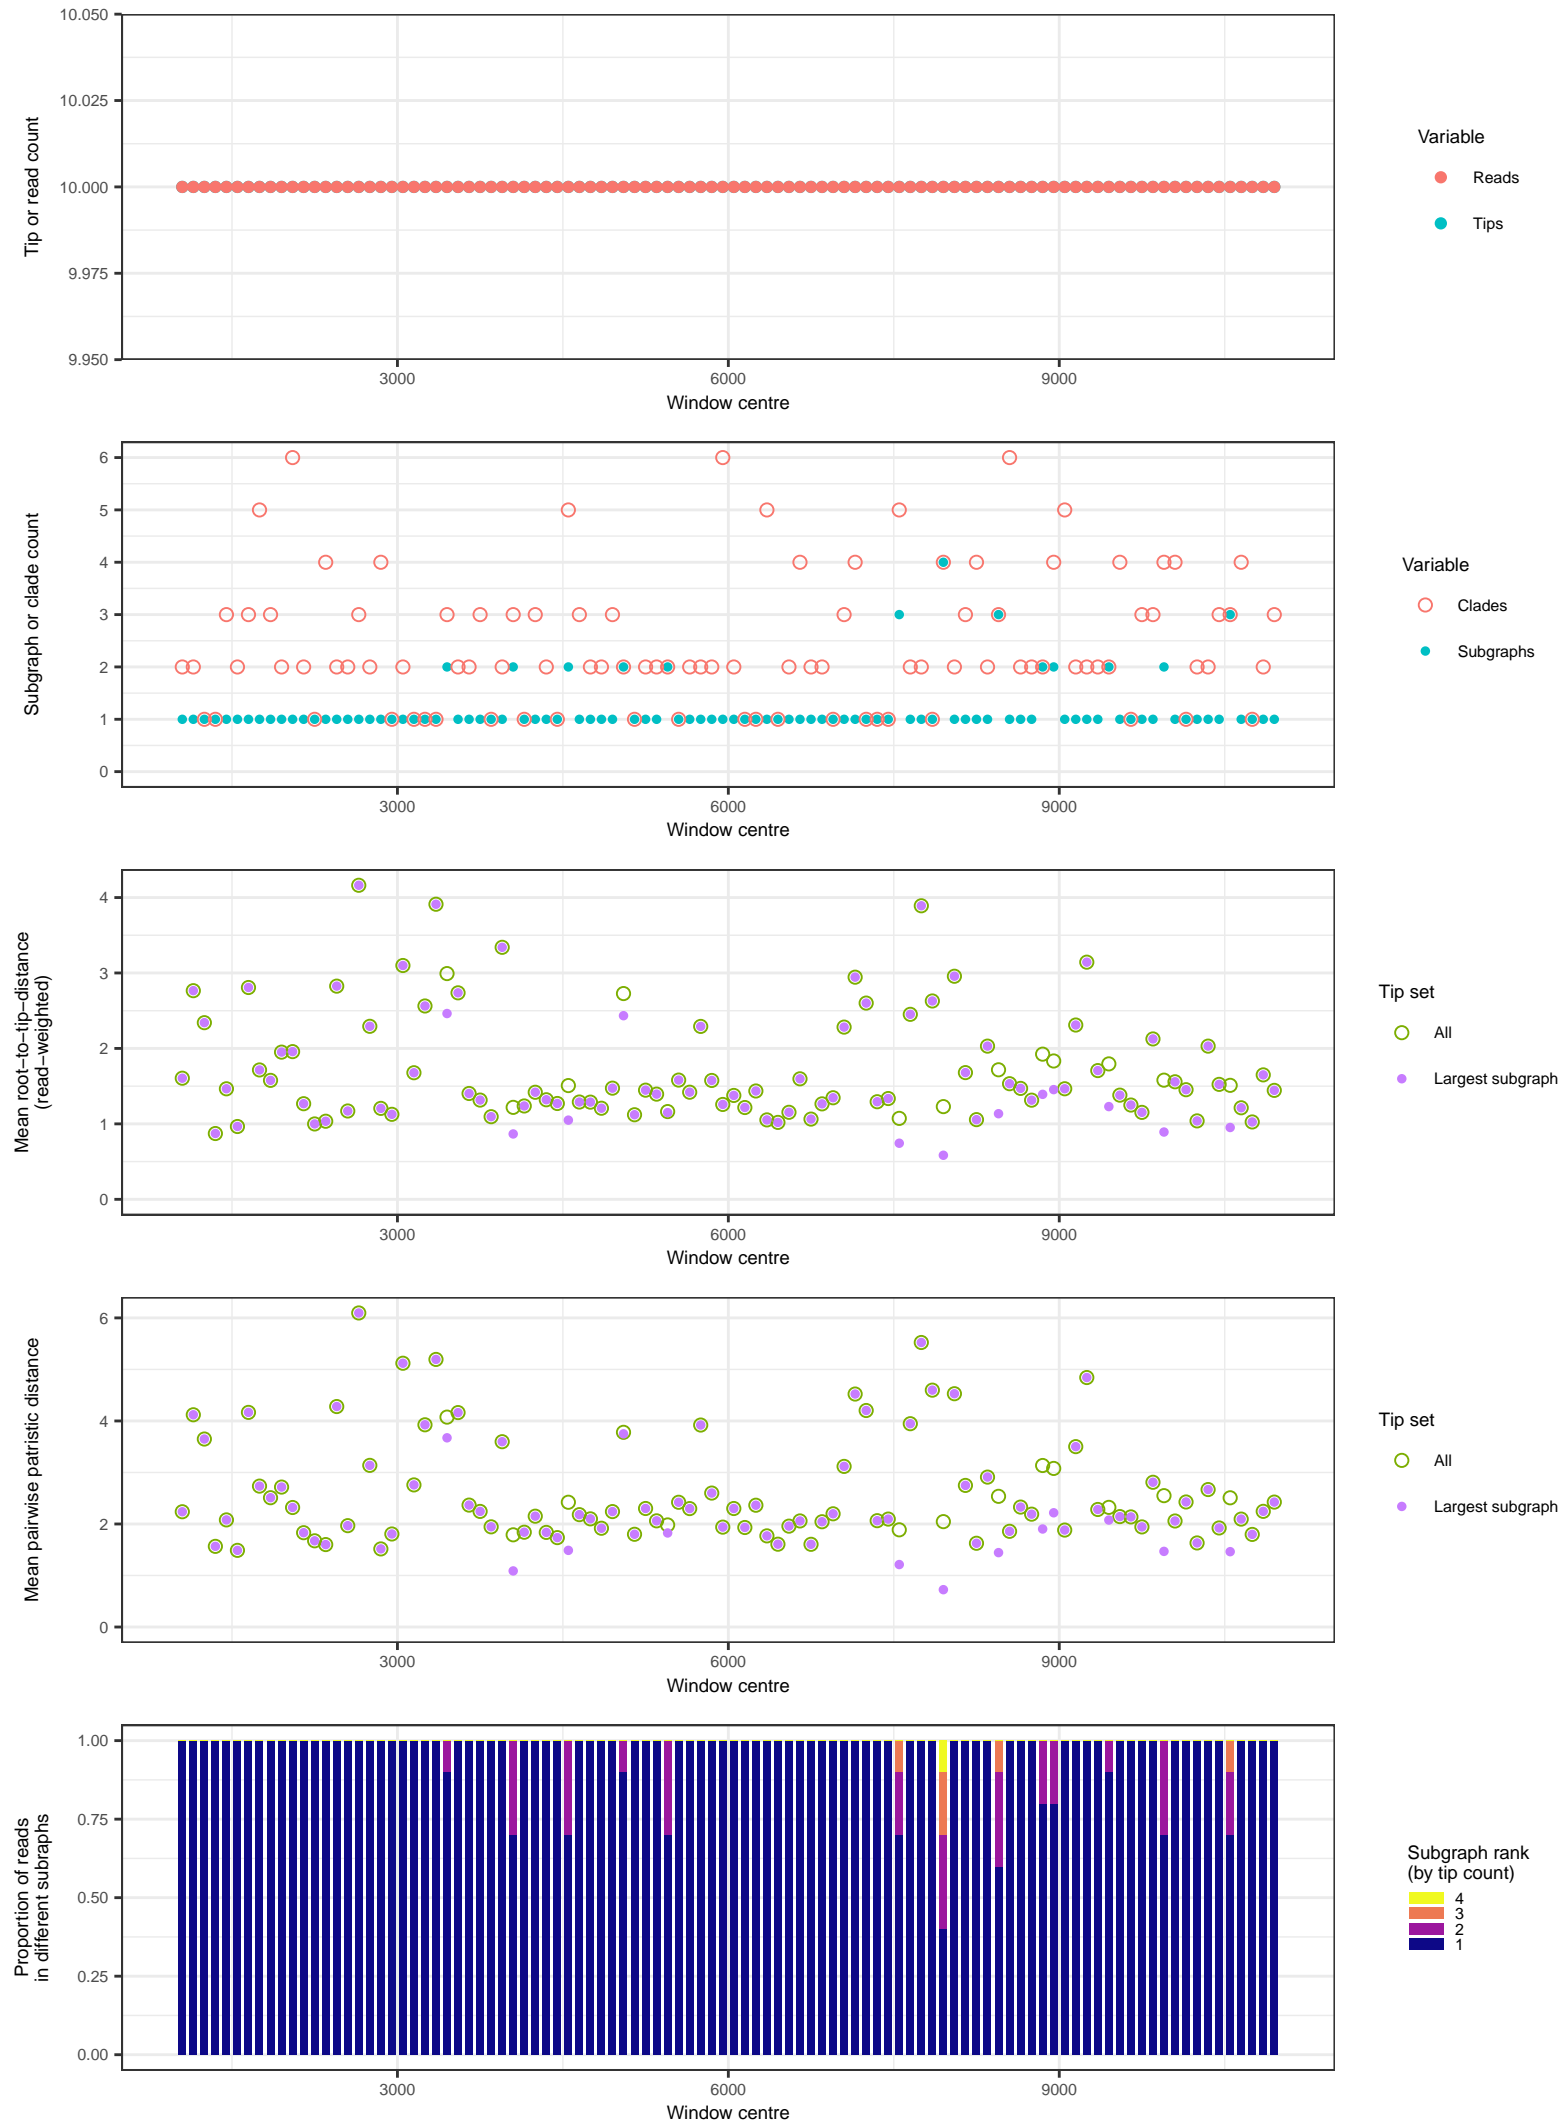 10.050
10.025
10.000
9.975
9.950
Tip or read count
3000 6000 9000
Window centre
Variable
Reads
Tips
6
5
4
3
2
1
0
Subgraph or clade count
3000 6000 9000
Window centre
Variable
Clades
Subgraphs
4
3
2
1
0
Mean root−to−tip−distance
(read−weighted)
3000 6000 9000
Window centre
Tip set
All
Largest subgraph
6
4
2
0
Mean pairwise patristic distance
3000 6000 9000
Window centre
Tip set
All
Largest subgraph
1.00
0.75
0.50
0.25
0.00
Proportion of reads
in different subraphs
3000 6000 9000
Window centre
Subgraph rank
(by tip count)
4
3
2
1